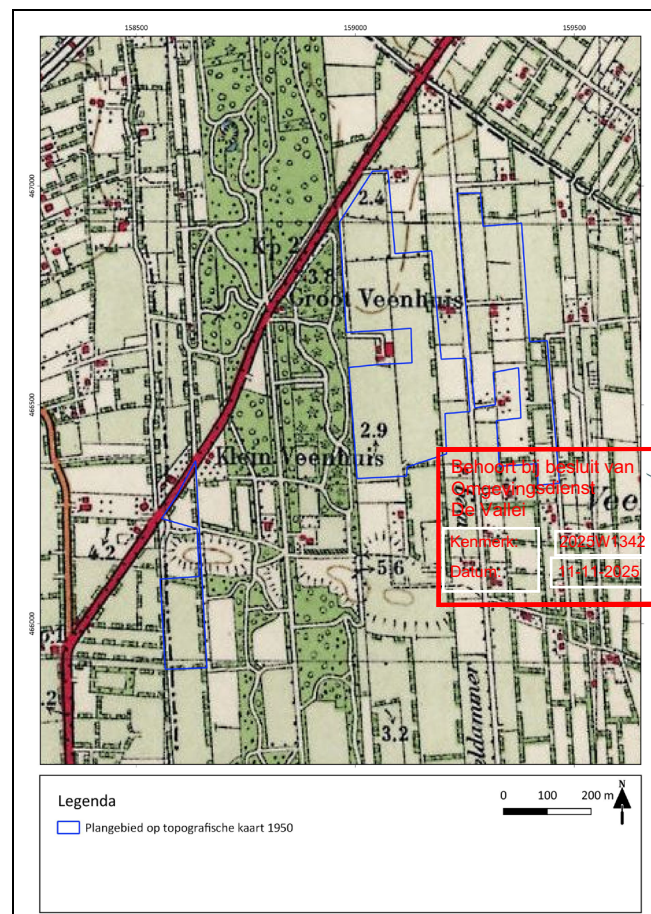 158500
159000
159500
467000
2.4
Kp 2
3.8
Groot Veenhuis
466500
2.9
Klein Veenhuis
Behoort bij besluit van
Omgevingsdienst
De Vallei
Vee
Kenmerk:
2025W1342
Datum:
11-11-2025
4.2
5.6
466000
2
3.2
eldammer
Legenda
0 100 200 m
N
Plangebied op topografische kaart 1950